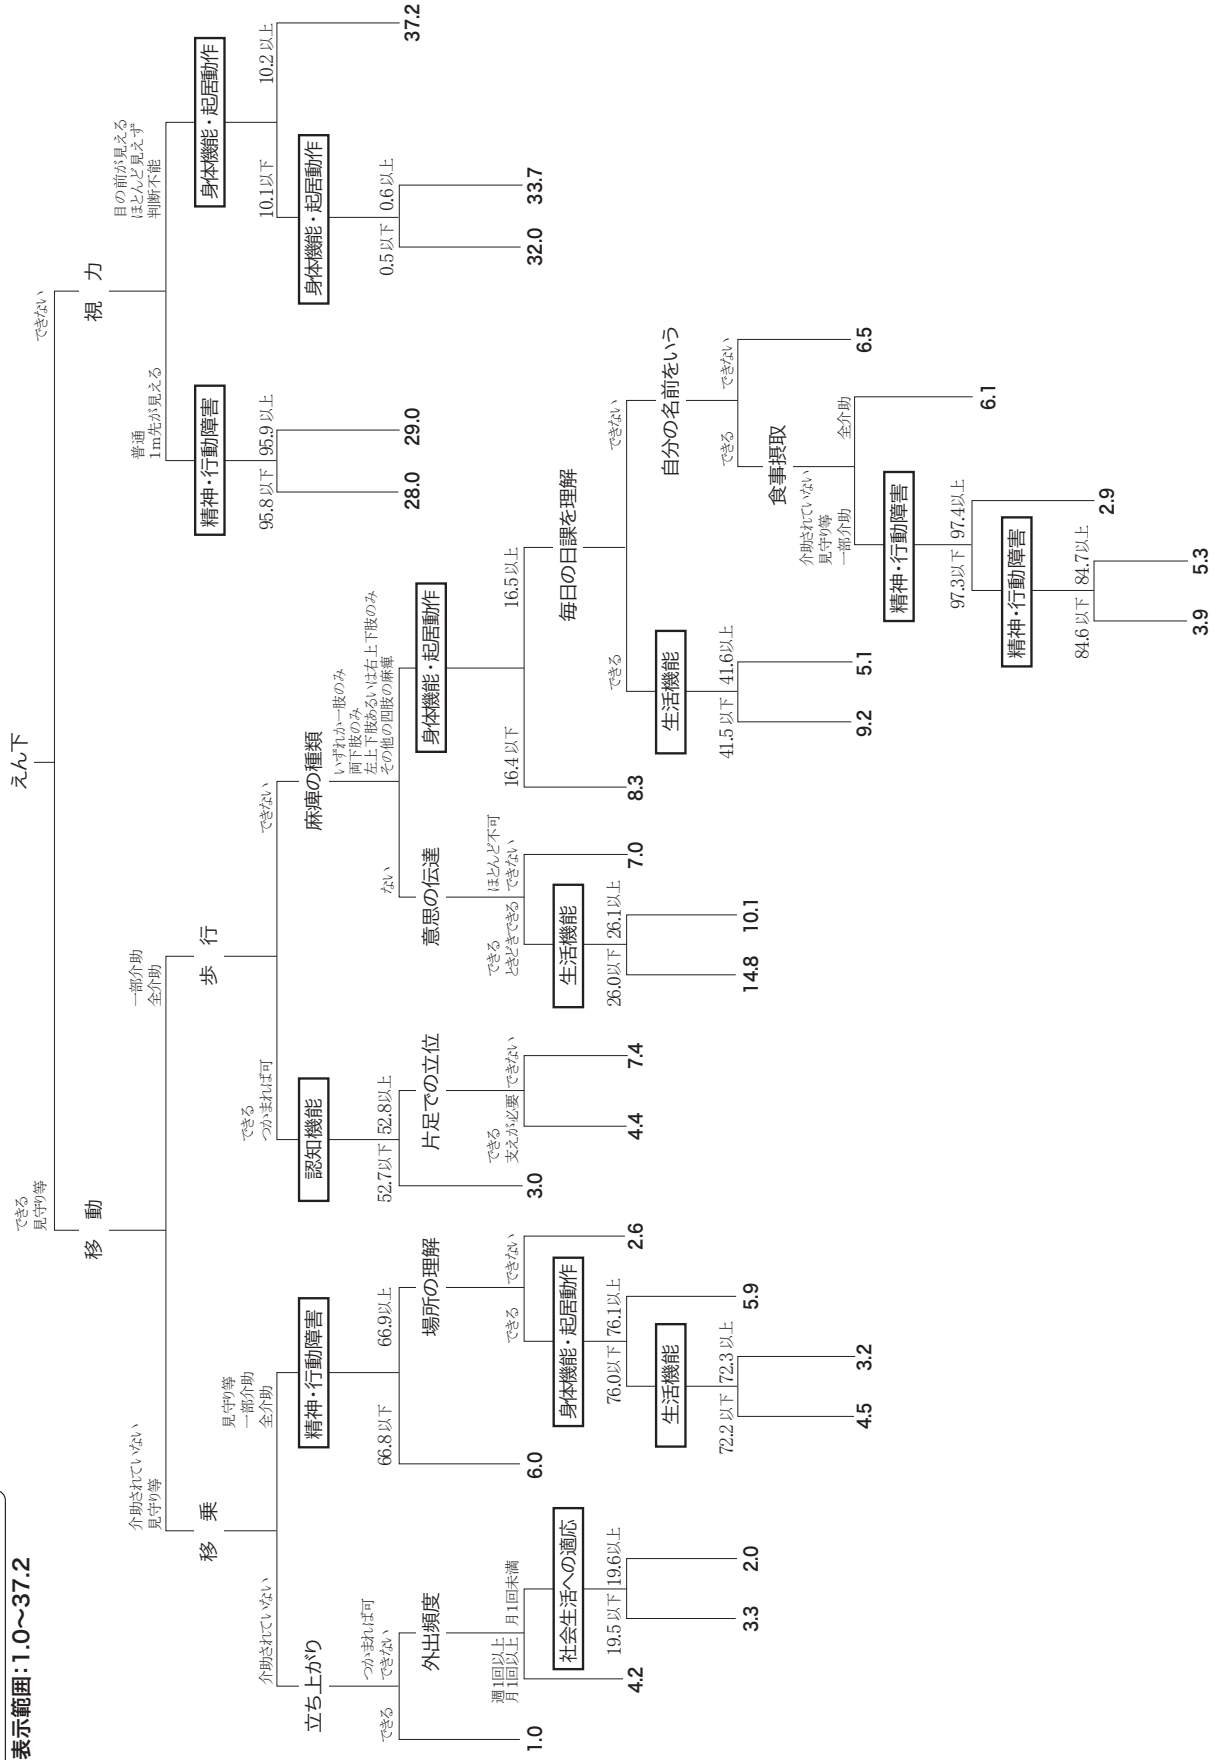 表示範囲：1.0～37.2
えん下
できる
見守り等
できない
移 動
視 力
介助されていない
見守り等
一部介助
全介助
普通
1m先が見える
目の前が見える
ほとんど見えず
判断不能
移 乗
歩 行
精神・行動障害
身体機能・起居動作
介助されていない
見守り等
一部介助
全介助
できる
つかまれば可
できない
95.8以下
95.9以上
10.1以下
10.2以上
立ち上がり
精神・行動障害
認知機能
麻痺の種類
身体機能・起居動作
できる
つかまれば可
できない
66.8以下
66.9以上
52.7以下
52.8以上
ない
いずれか一肢のみ
両下肢のみ
左上下肢あるいは右上下肢のみ
その他の四肢の麻痺
28.0
29.0
0.5以下
0.6以上
37.2
外出頻度
場所の理解
片足での立位
意思の伝達
身体機能・起居動作
週1回以上
月1回以上
月1回未満
できる
できない
できる
支えが必要
できない
できる
ときどきできる
ほとんど不可
できない
16.4以下
16.5以上
1.0
6.0
3.0
32.0
33.7
社会生活への適応
身体機能・起居動作
生活機能
毎日の日課を理解
19.5以下
19.6以上
76.0以下
76.1以上
26.0以下
26.1以上
できる
できない
4.2
2.6
4.4
7.4
7.0
8.3
生活機能
生活機能
自分の名前をいう
72.2以下
72.3以上
41.5以下
41.6以上
できる
できない
3.3
2.0
5.9
14.8
10.1
食事摂取
介助されていない
見守り等
一部介助
全介助
4.5
3.2
9.2
5.1
6.5
精神・行動障害
97.3以下
97.4以上
6.1
精神・行動障害
84.6以下
84.7以上
2.9
3.9
5.3